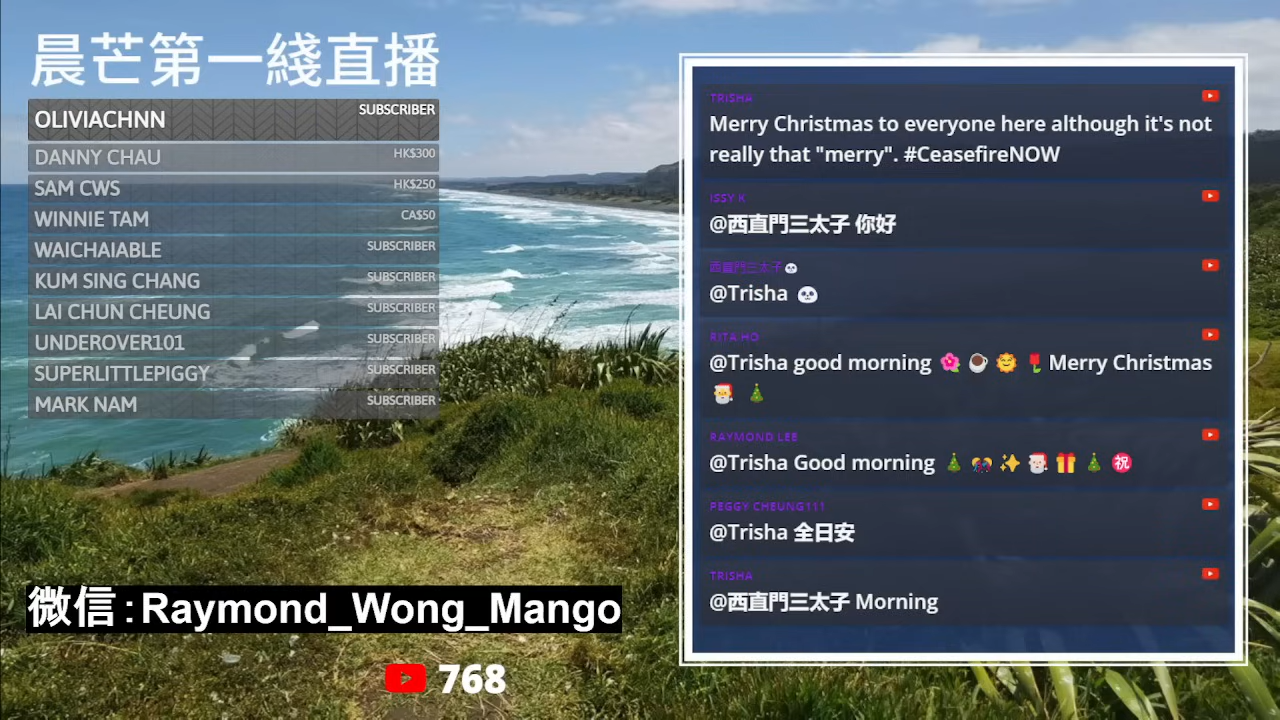 晨芒第一綫直播
OLIVIACHNN SUBSCRIBER
DANNY CHAU HK$300
SAM CWS HK$250
WINNIE TAM CA$50
WAICHAIABLE SUBSCRIBER
KUM SING CHANG SUBSCRIBER
LAI CHUN CHEUNG SUBSCRIBER
UNDEROVER101 SUBSCRIBER
SUPERLITTLEPIGGY SUBSCRIBER
MARK NAM SUBSCRIBER
微信:Raymond_Wong_Mango
768
TRISHA
Merry Christmas to everyone here although it's not
really that "merry". #CeasefireNOW
ISSY K
@西直門三太子 你好
西直門三太子💀
@Trisha 💀
RITA HO
@Trisha good morning 🌺 ☕ 🌞 🌷 Merry Christmas
🎅 🎄
RAYMOND LEE
@Trisha Good morning 🎄 🎊 ✨ 🎅 🎁 🎄 ㊗️
PEGGY CHEUNG111
@Trisha 全日安
TRISHA
@西直門三太子 Morning